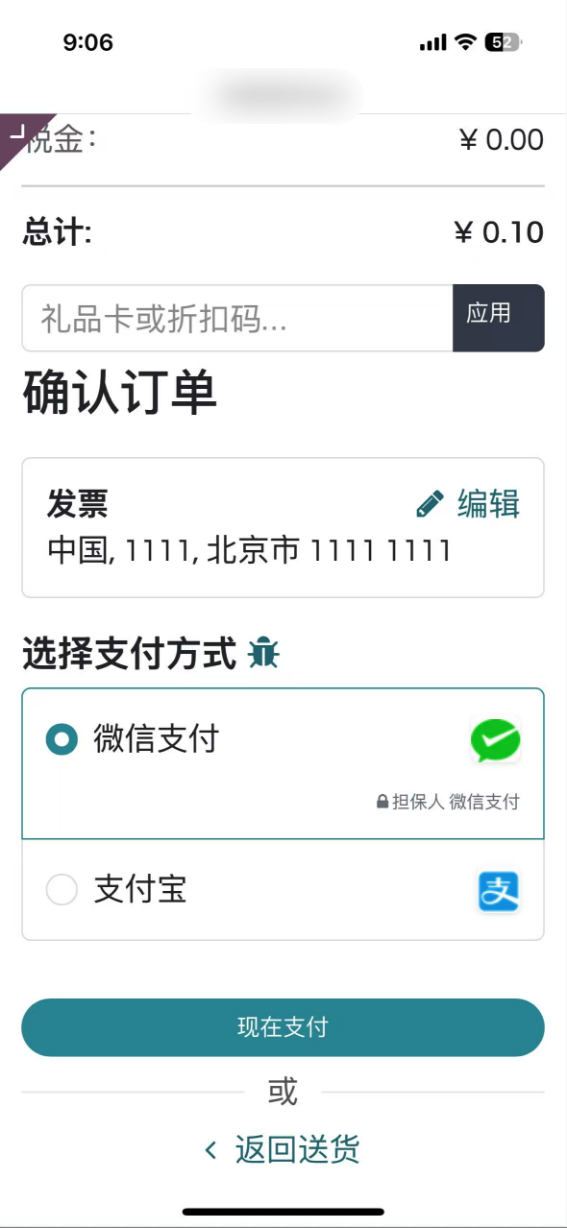 9:06
52
税金：
¥ 0.00
总计:
¥ 0.10
礼品卡或折扣码...
应用
确认订单
发票
编辑
中国, 1111, 北京市 1111 1111
选择支付方式
微信支付
担保人 微信支付
支付宝
支
现在支付
或
返回送货